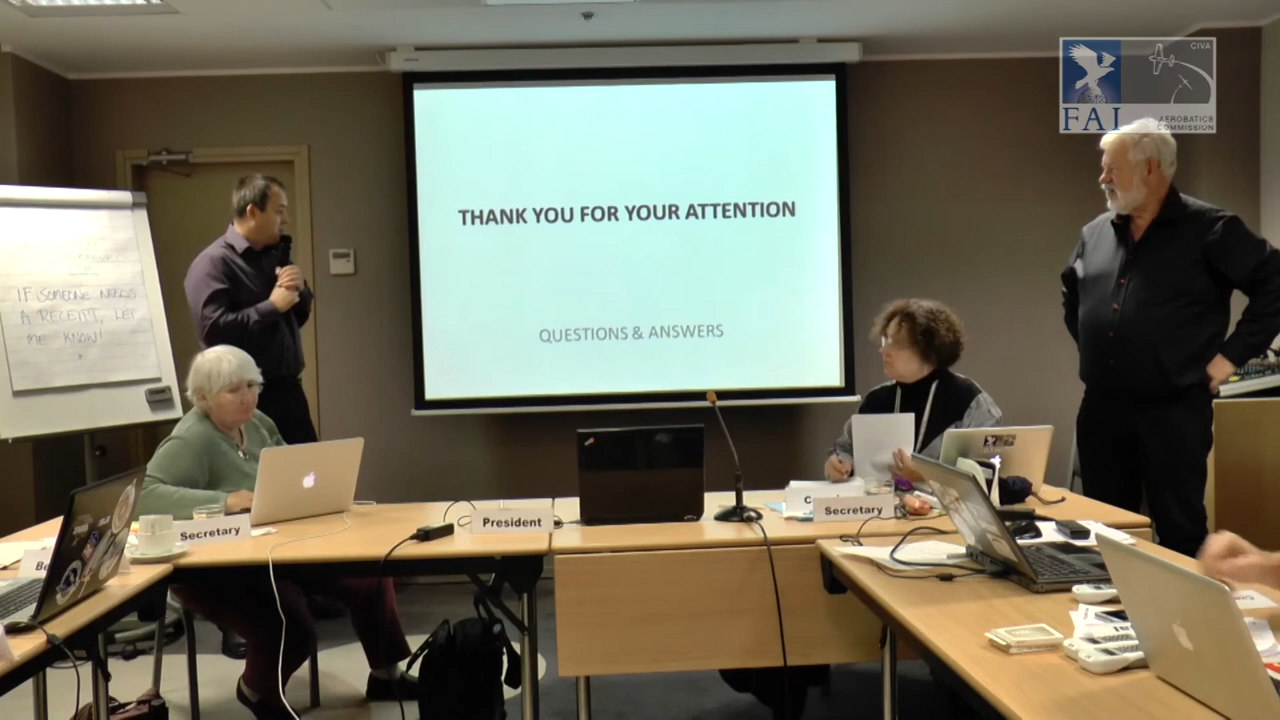 CIVA
FAI
AEROBATICS
COMMISSION
THANK YOU FOR YOUR ATTENTION
QUESTIONS & ANSWERS
IF SOMEONE NEEDS
A RECEIPT, LET
ME KNOW!
Secretary
President
Secretary